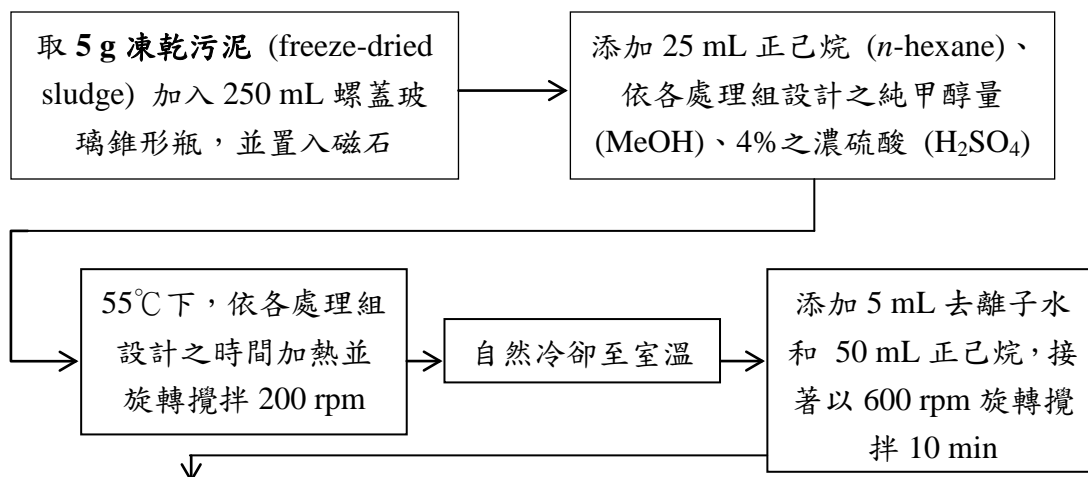 取 5 g 凍乾污泥 (freeze-dried
sludge) 加入 250 mL 螺蓋玻
璃錐形瓶，並置入磁石
添加 25 mL 正己烷 (n-hexane)、
依各處理組設計之純甲醇量
(MeOH)、4%之濃硫酸 (H₂SO₄)
55℃下，依各處理組
設計之時間加熱並
旋轉攪拌 200 rpm
自然冷卻至室溫
添加 5 mL 去離子水
和 50 mL 正己烷，接
著以 600 rpm 旋轉攪
拌 10 min